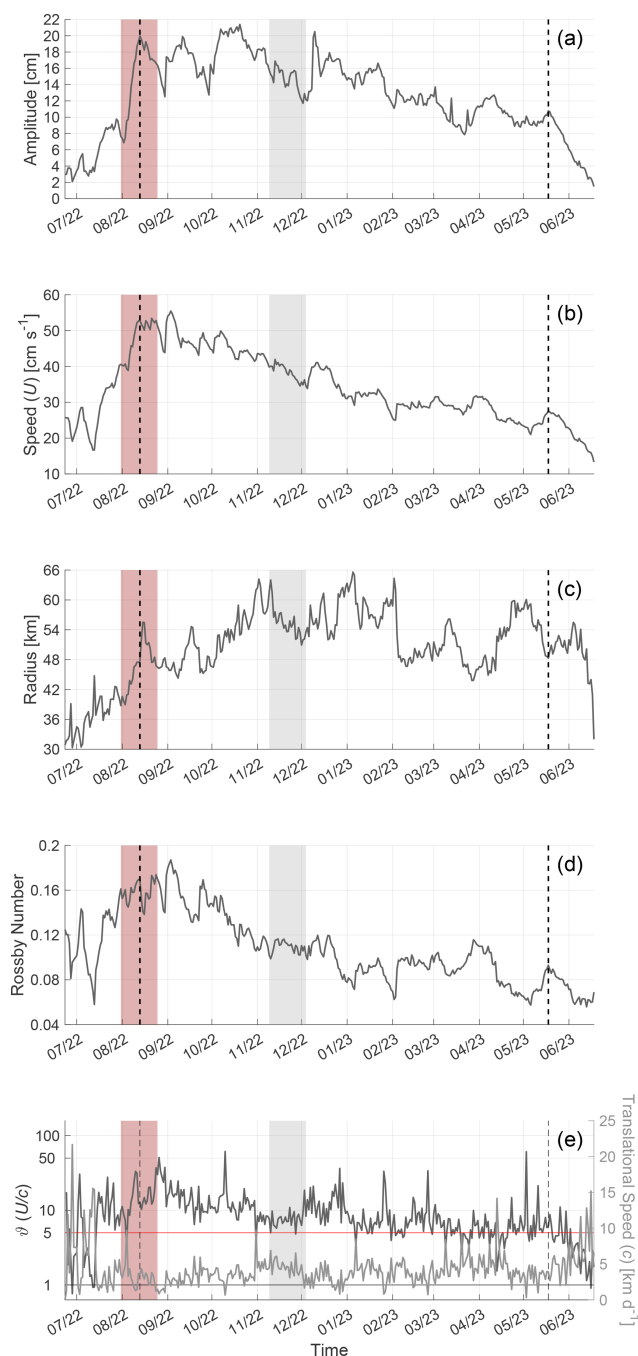 (a)
Amplitude [cm]
22
20
18
16
14
12
10
8
6
4
2
0
07/22 08/22 09/22 10/22 11/22 12/22 01/23 02/23 03/23 04/23 05/23 06/23
(b)
Speed (U) [cm s⁻¹]
60
50
40
30
20
10
07/22 08/22 09/22 10/22 11/22 12/22 01/23 02/23 03/23 04/23 05/23 06/23
(c)
Radius [km]
66
60
54
48
42
36
30
07/22 08/22 09/22 10/22 11/22 12/22 01/23 02/23 03/23 04/23 05/23 06/23
(d)
Rossby Number
0.2
0.16
0.12
0.08
0.04
07/22 08/22 09/22 10/22 11/22 12/22 01/23 02/23 03/23 04/23 05/23 06/23
(e)
ϑ (U/c)
100
50
10
5
1
Translational Speed (c) [km d⁻¹]
25
20
15
10
5
0
07/22 08/22 09/22 10/22 11/22 12/22 01/23 02/23 03/23 04/23 05/23 06/23
Time